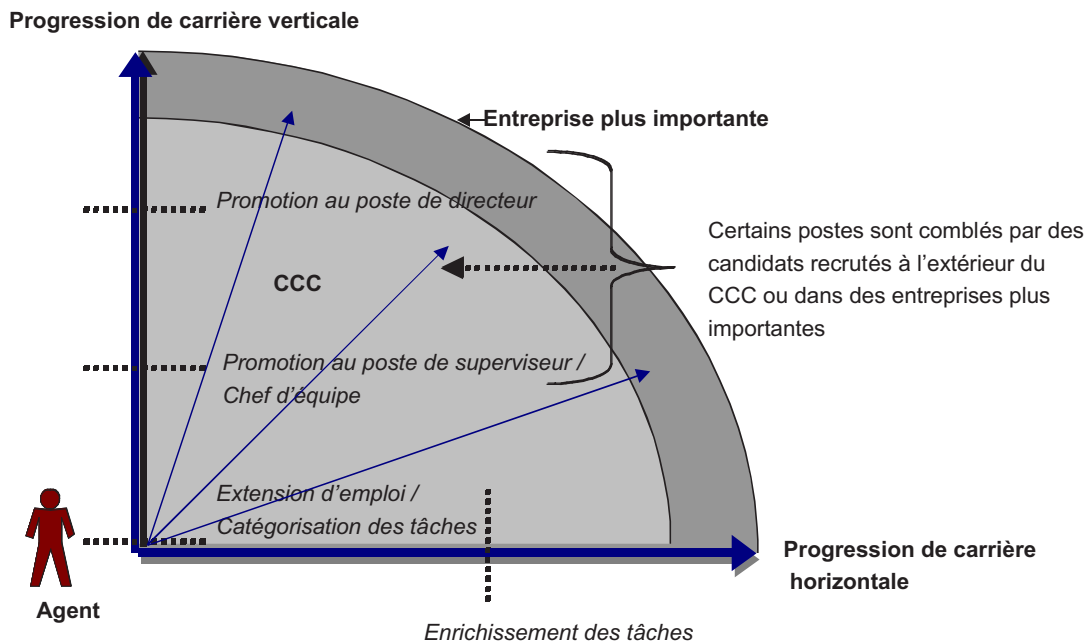 Progression de carrière verticale
Entreprise plus importante
Promotion au poste de directeur
Certains postes sont comblés par des
candidats recrutés à l’extérieur du
CCC ou dans des entreprises plus
importantes
CCC
Promotion au poste de superviseur /
Chef d’équipe
Extension d’emploi /
Catégorisation des tâches
Progression de carrière
horizontale
Agent
Enrichissement des tâches